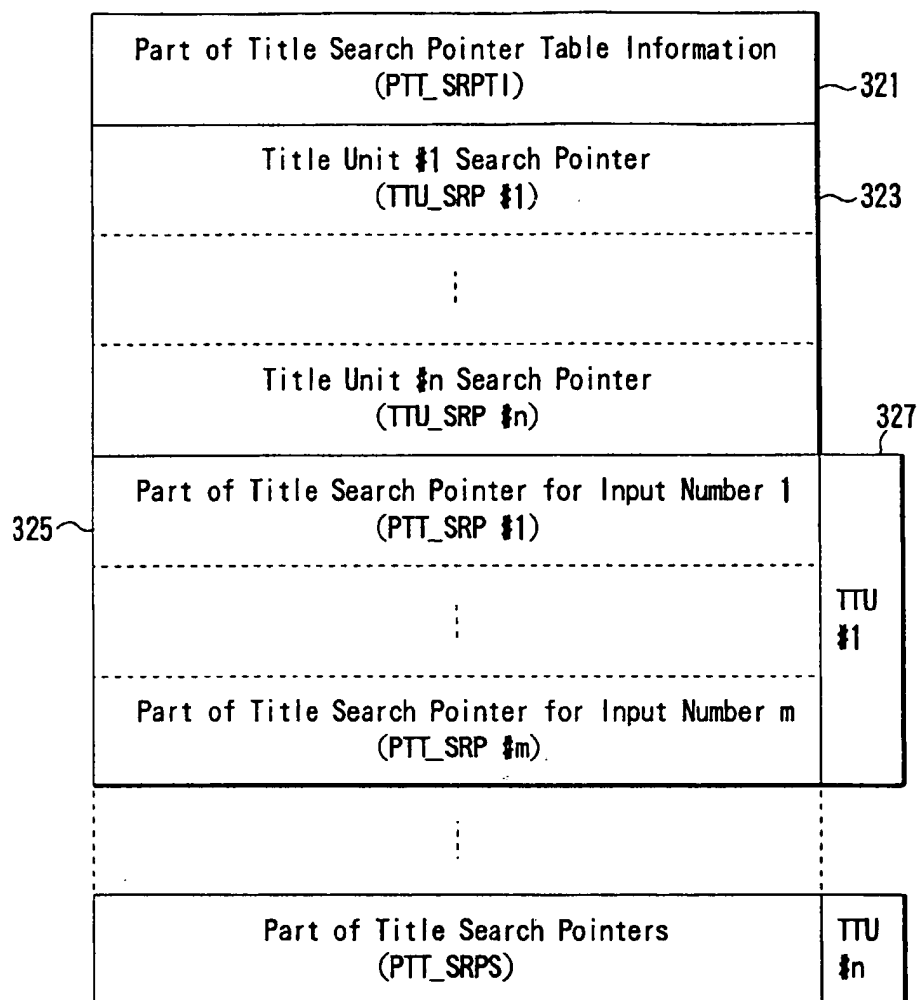 Part of Title Search Pointer Table Information
(PTT_SRPTI)
321
Title Unit #1 Search Pointer
(TTU_SRP #1)
323
Title Unit #n Search Pointer
(TTU_SRP #n)
327
Part of Title Search Pointer for Input Number 1
(PTT_SRP #1)
325
TTU
#1
Part of Title Search Pointer for Input Number m
(PTT_SRP #m)
Part of Title Search Pointers
(PTT_SRPS)
TTU
#n